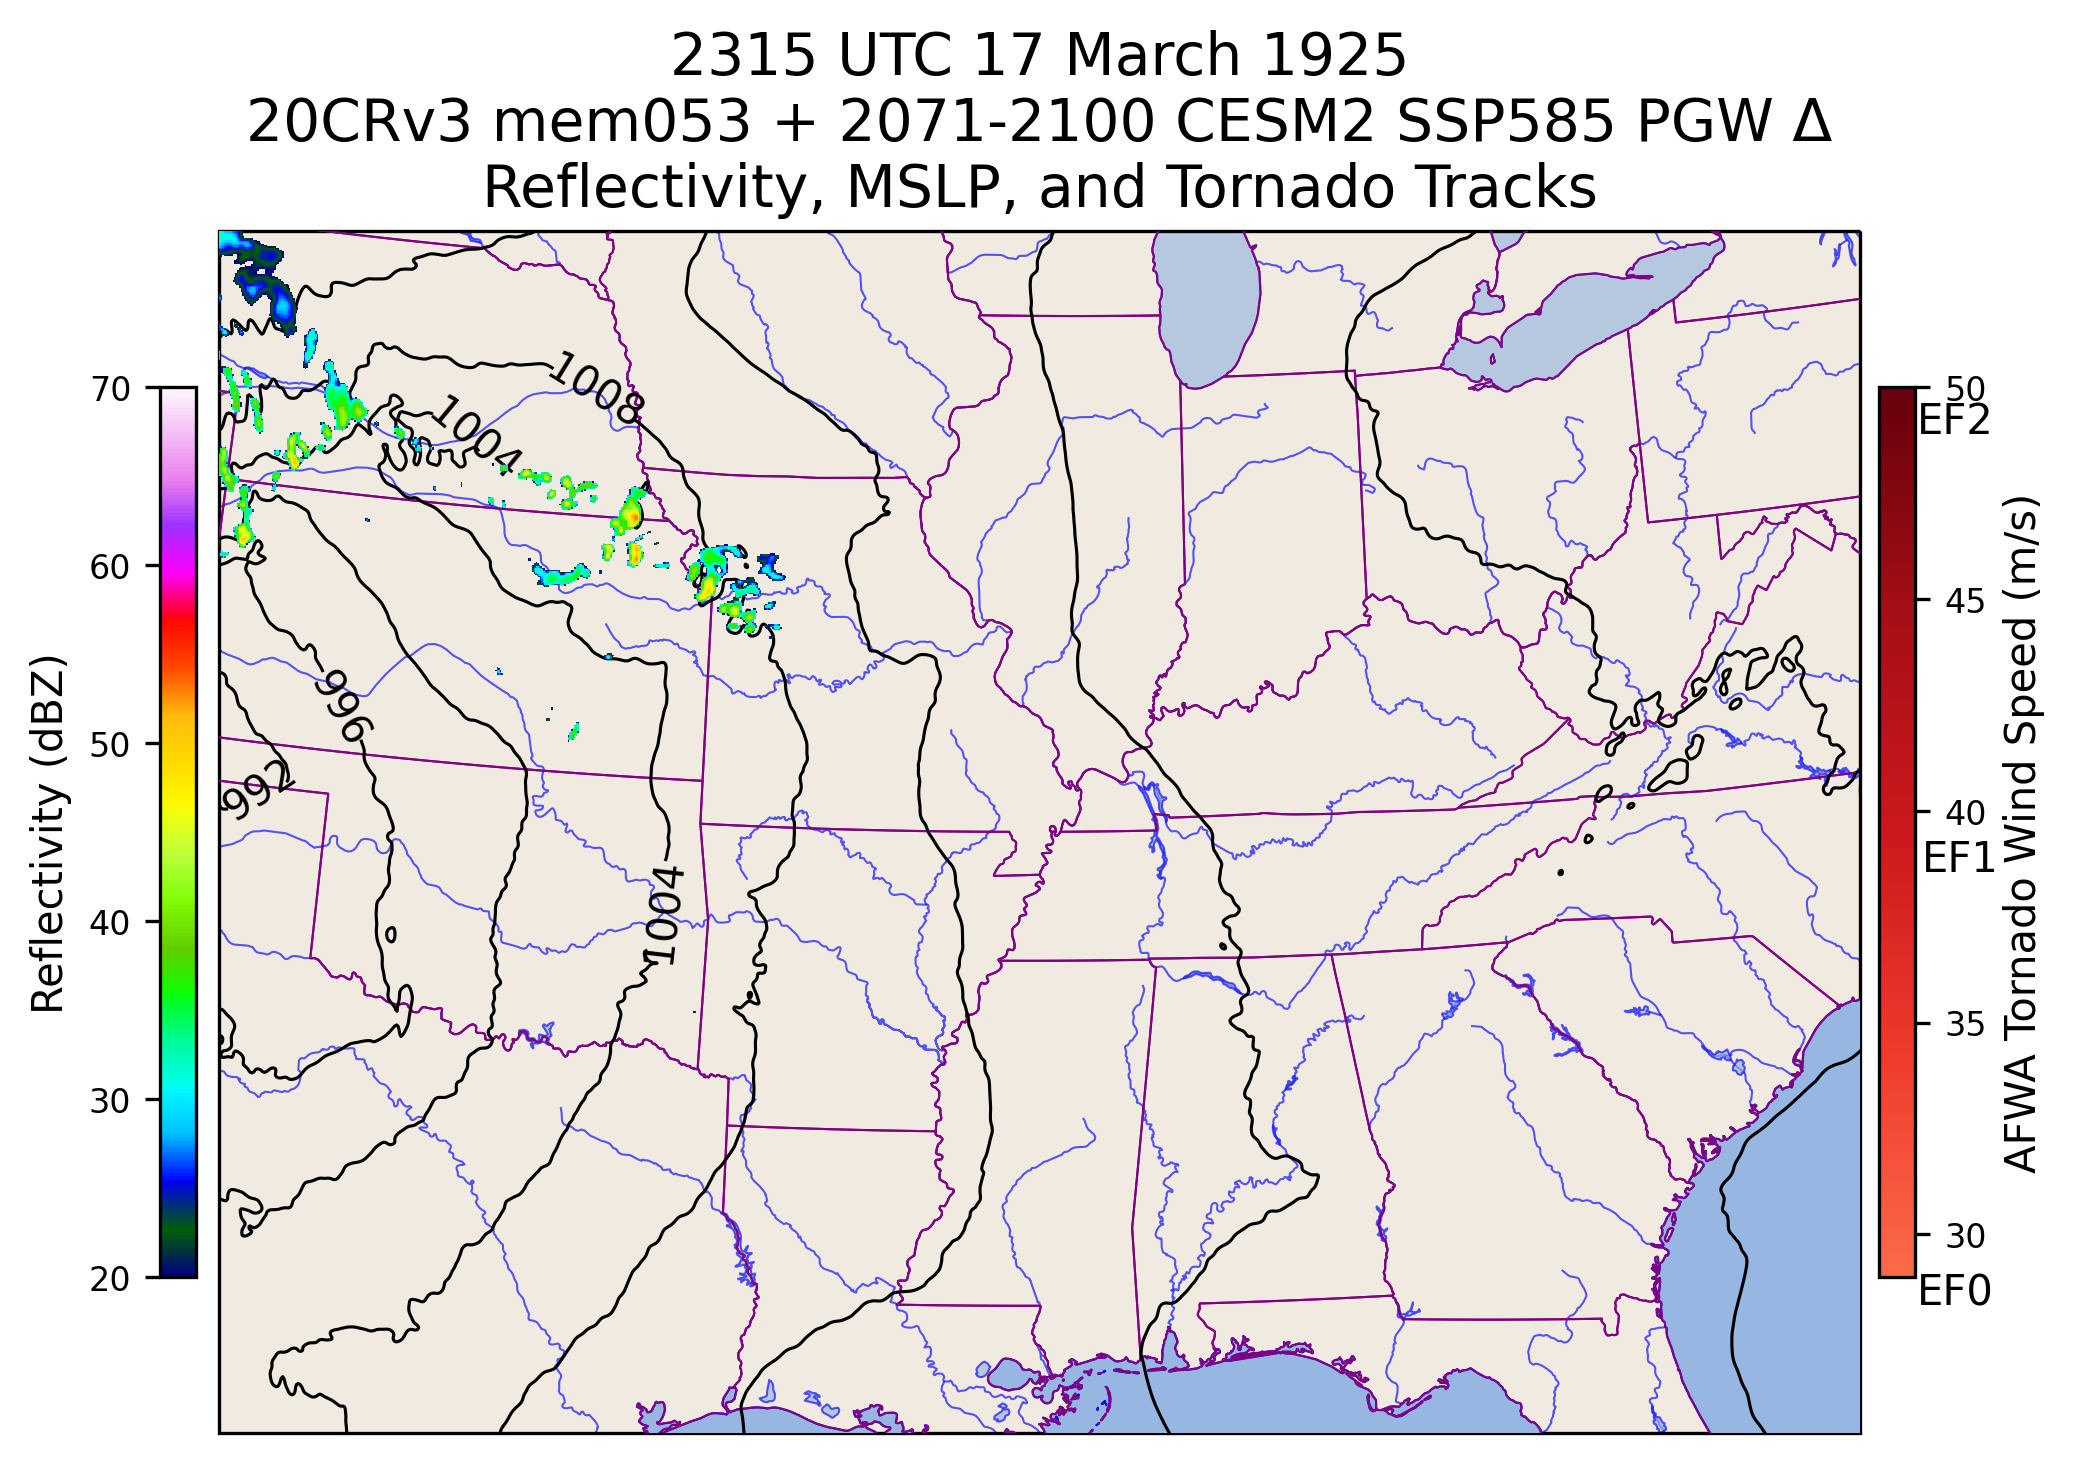 2315 UTC 17 March 1925
20CRv3 mem053 + 2071-2100 CESM2 SSP585 PGW Δ
Reflectivity, MSLP, and Tornado Tracks
70
60
50
40
30
20
Reflectivity (dBZ)
1008
1004
996
992
1004
50
EF2
45
40
EF1
35
30
EF0
AFWA Tornado Wind Speed (m/s)